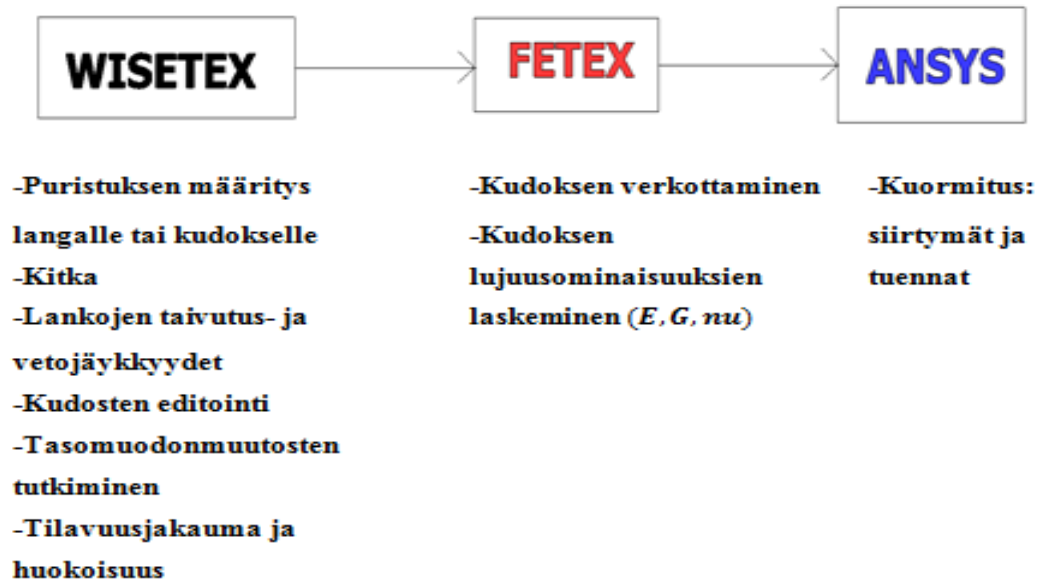 WISETEX
FETEX
ANSYS
-Puristuksen määritys
langalle tai kudokselle
-Kitka
-Lankojen taivutus- ja
vetojäykkyydet
-Kudosten editointi
-Tasomuodonmuutosten
tutkiminen
-Tilavuusjakauma ja
huokoisuus
-Kudoksen verkottaminen
-Kudoksen
lujuusominaisuuksien
laskeminen (E, G, nu)
-Kuormitus:
siirtymät ja
tuennat